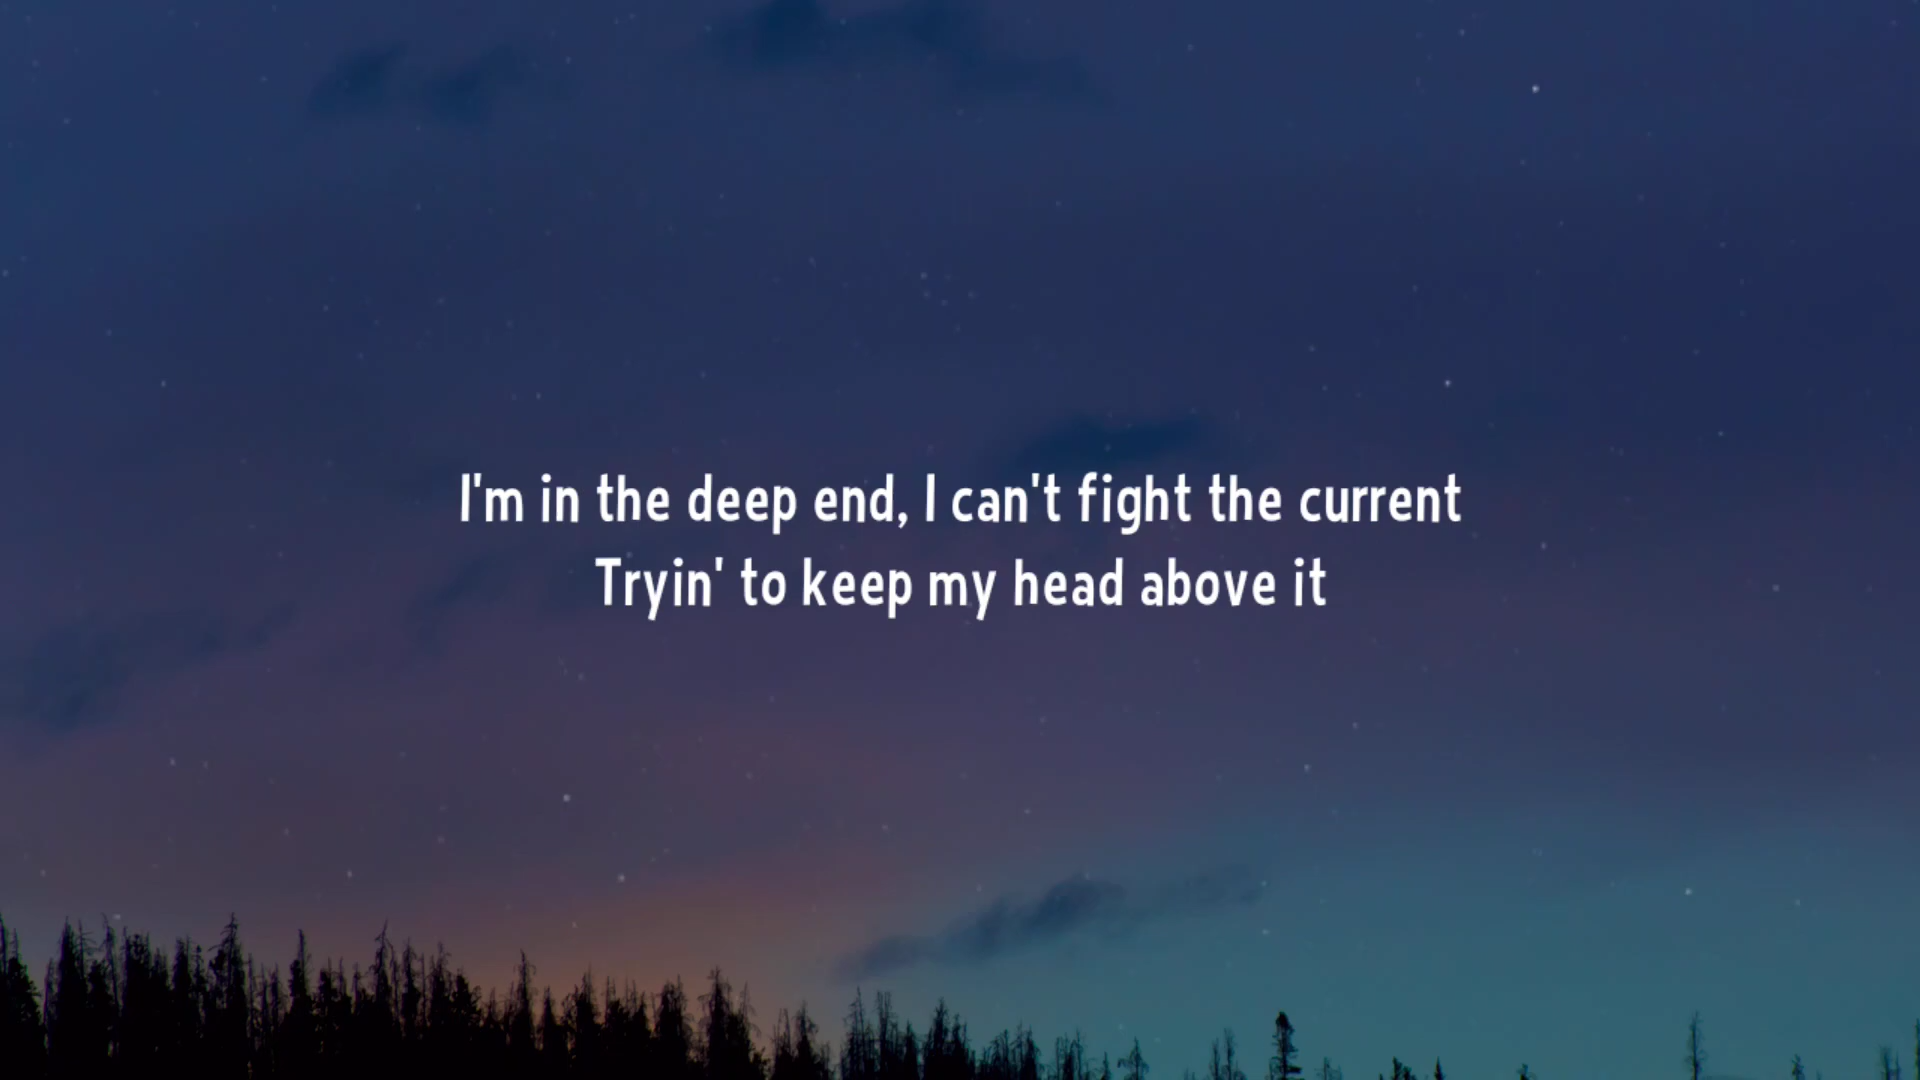 I'm in the deep end, I can't fight the current
Tryin' to keep my head above it